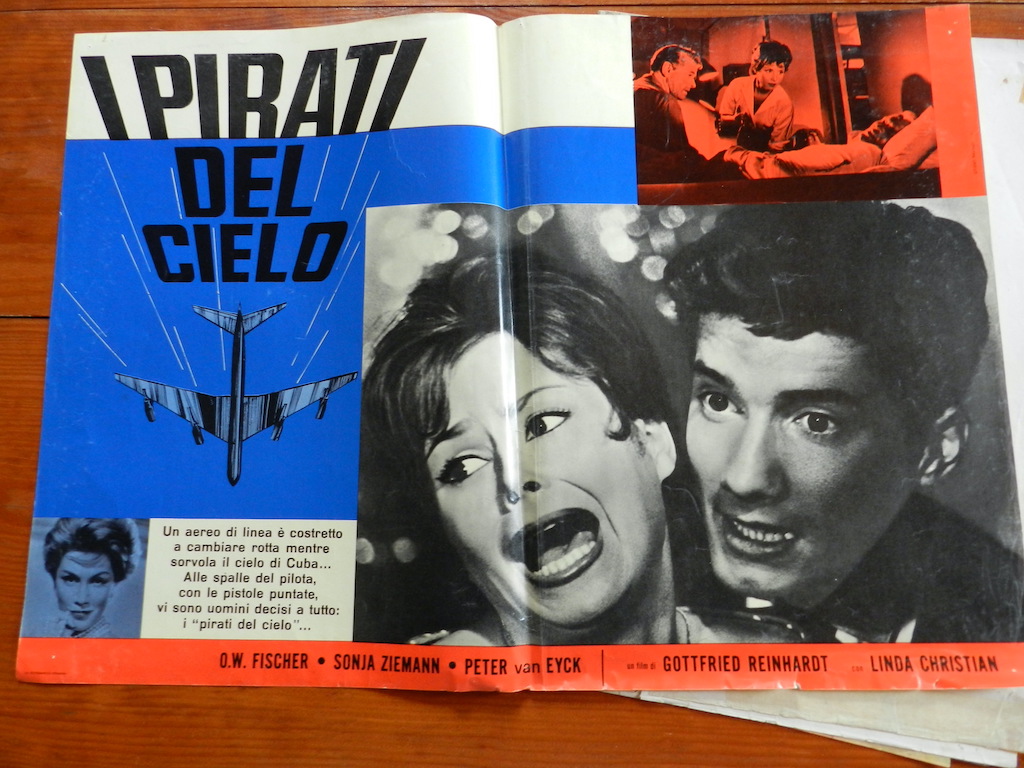 I PIRATI
DEL
CIELO
Un aereo di linea è costretto
a cambiare rotta mentre
sorvola il cielo di Cuba...
Alle spalle del pilota,
con le pistole puntate,
vi sono uomini decisi a tutto:
i "pirati del cielo"...
O.W. FISCHER • SONJA ZIEMANN • PETER van EYCK un film di GOTTFRIED REINHARDT con LINDA CHRISTIAN